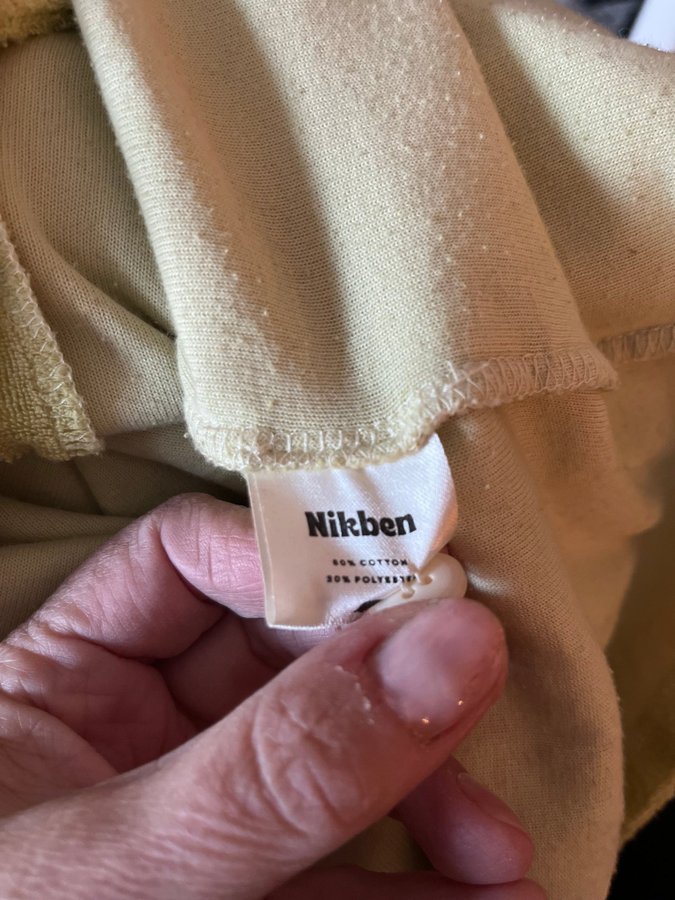 Nikben
80% COTTON
20% POLYESTER